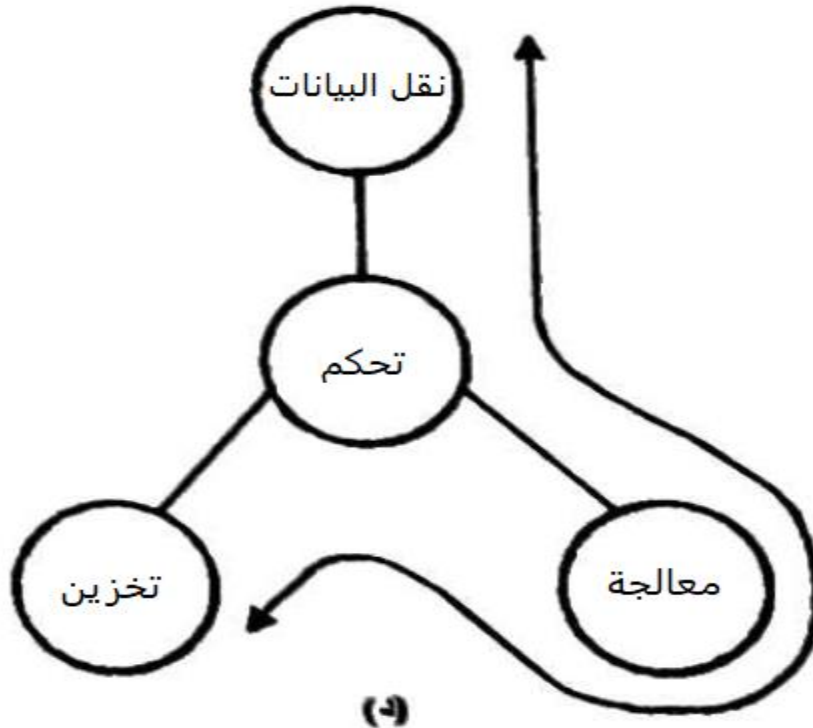 نقل البيانات
تحكم
تخزين
معالجة
(د)